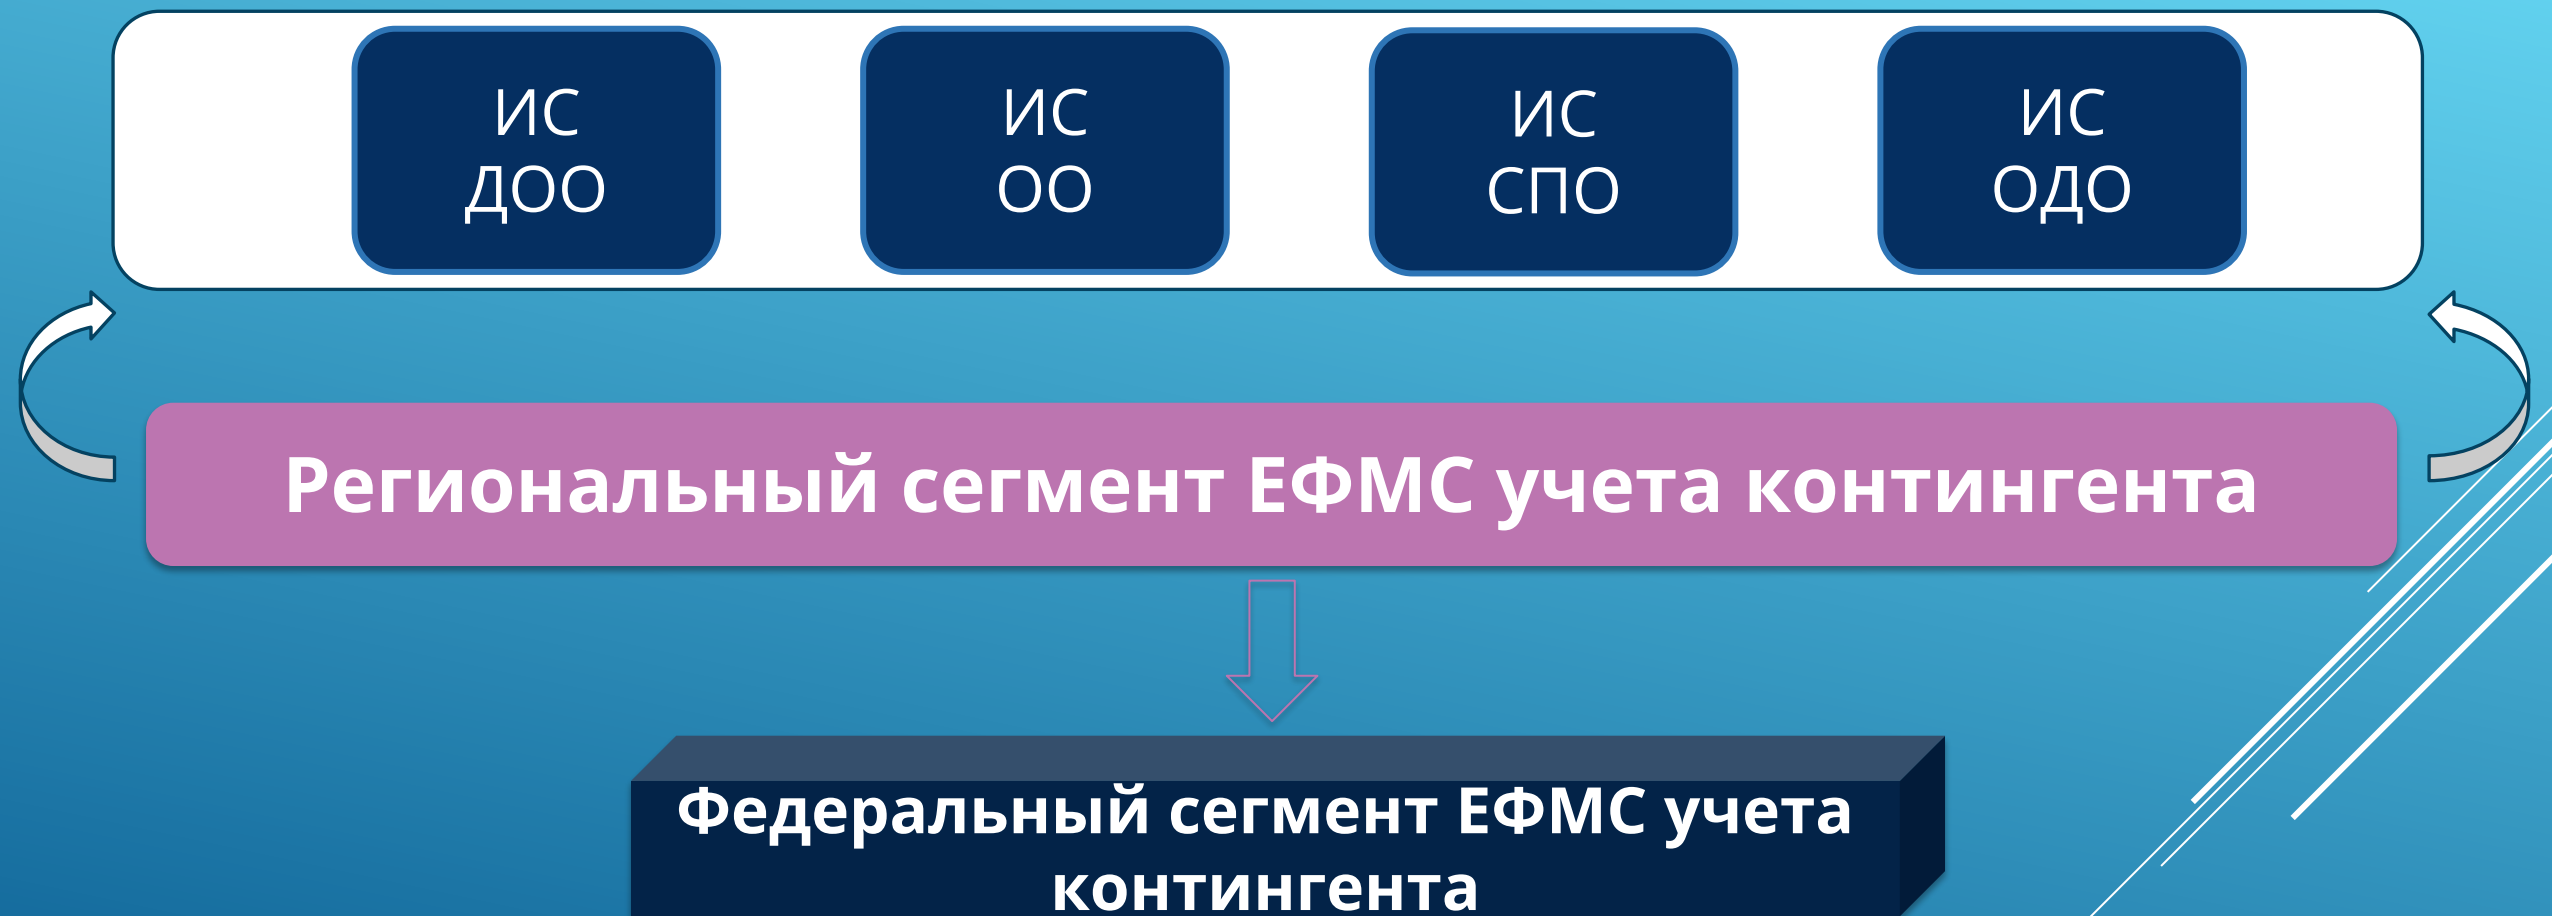 ИС
ДОО
ИС
ОО
ИС
СПО
ИС
ОДО
Региональный сегмент ЕФМС учета контингента
Федеральный сегмент ЕФМС учета
контингента